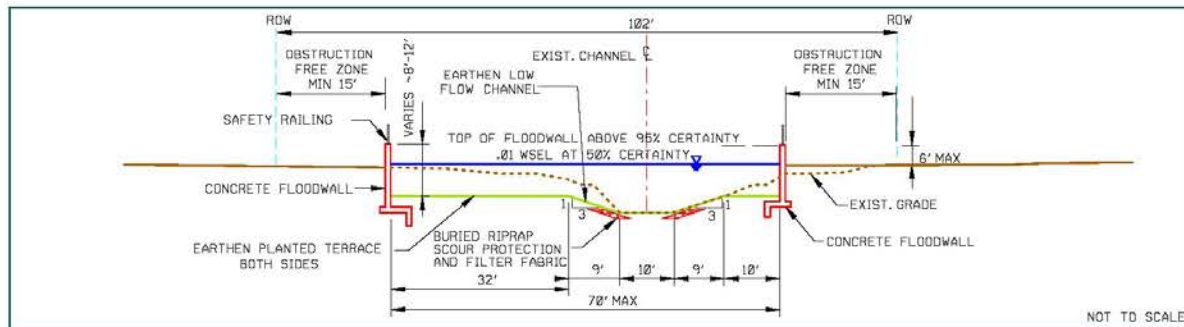 ROW
102'
ROW
OBSTRUCTION
FREE ZONE
MIN 15'
EXIST. CHANNEL ℄
OBSTRUCTION
FREE ZONE
MIN 15'
EARTHEN LOW
FLOW CHANNEL
VARIES ~8'-12'
SAFETY RAILING
TOP OF FLOODWALL ABOVE 95% CERTAINTY
.01 WSEL AT 50% CERTAINTY
6' MAX
CONCRETE FLOODWALL
1
3
3
1
EXIST. GRADE
EARTHEN PLANTED TERRACE
BOTH SIDES
BURIED RIPRAP
SCOUR PROTECTION
AND FILTER FABRIC
CONCRETE FLOODWALL
32'
9'
10'
9'
10'
70' MAX
NOT TO SCALE